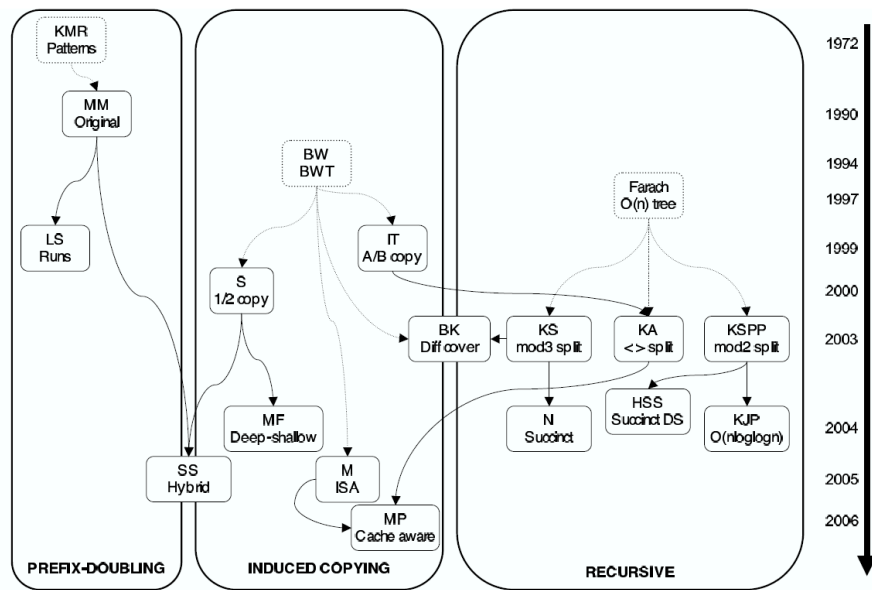 KMR
Patterns
1972
MM
Original
1990
BW
BWT
1994
Farach
O(n) tree
1997
LS
Runs
IT
A/B copy
1999
S
1/2 copy
2000
BK
Diff cover
KS
mod3 split
KA
<> split
KSPP
mod2 split
2003
MF
Deep-shallow
N
Succinct
HSS
Succinct DS
KJP
O(nloglogn)
2004
SS
Hybrid
M
ISA
2005
MP
Cache aware
2006
PREFIX-DOUBLING
INDUCED COPYING
RECURSIVE